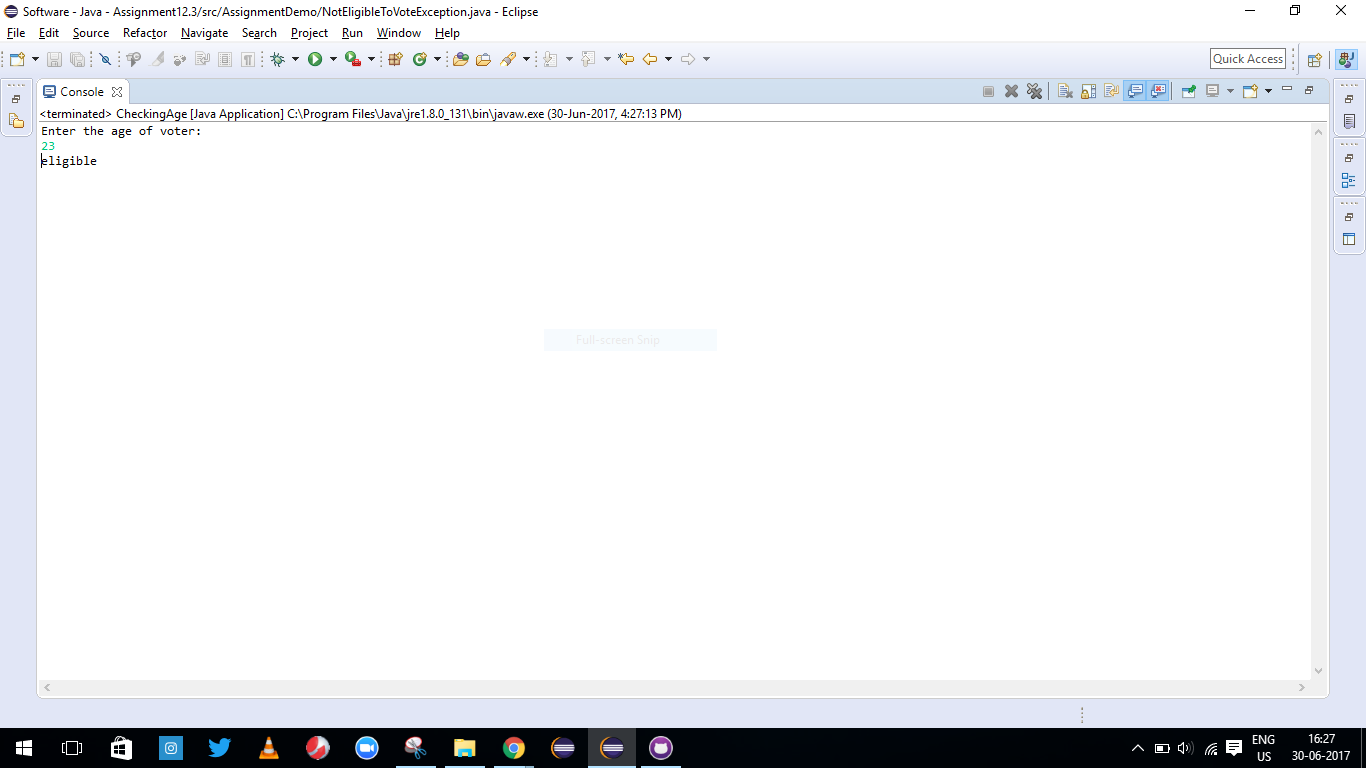 Software - Java - Assignment12.3/src/AssignmentDemo/NotEligibleToVoteException.java - Eclipse
File Edit Source Refactor Navigate Search Project Run Window Help
Quick Access
Console
<terminated> CheckingAge [Java Application] C:\Program Files\Java\jre1.8.0_131\bin\javaw.exe (30-Jun-2017, 4:27:13 PM)
Enter the age of voter:
23
eligible
Full-screen Snip
ENG 16:27
US 30-06-2017